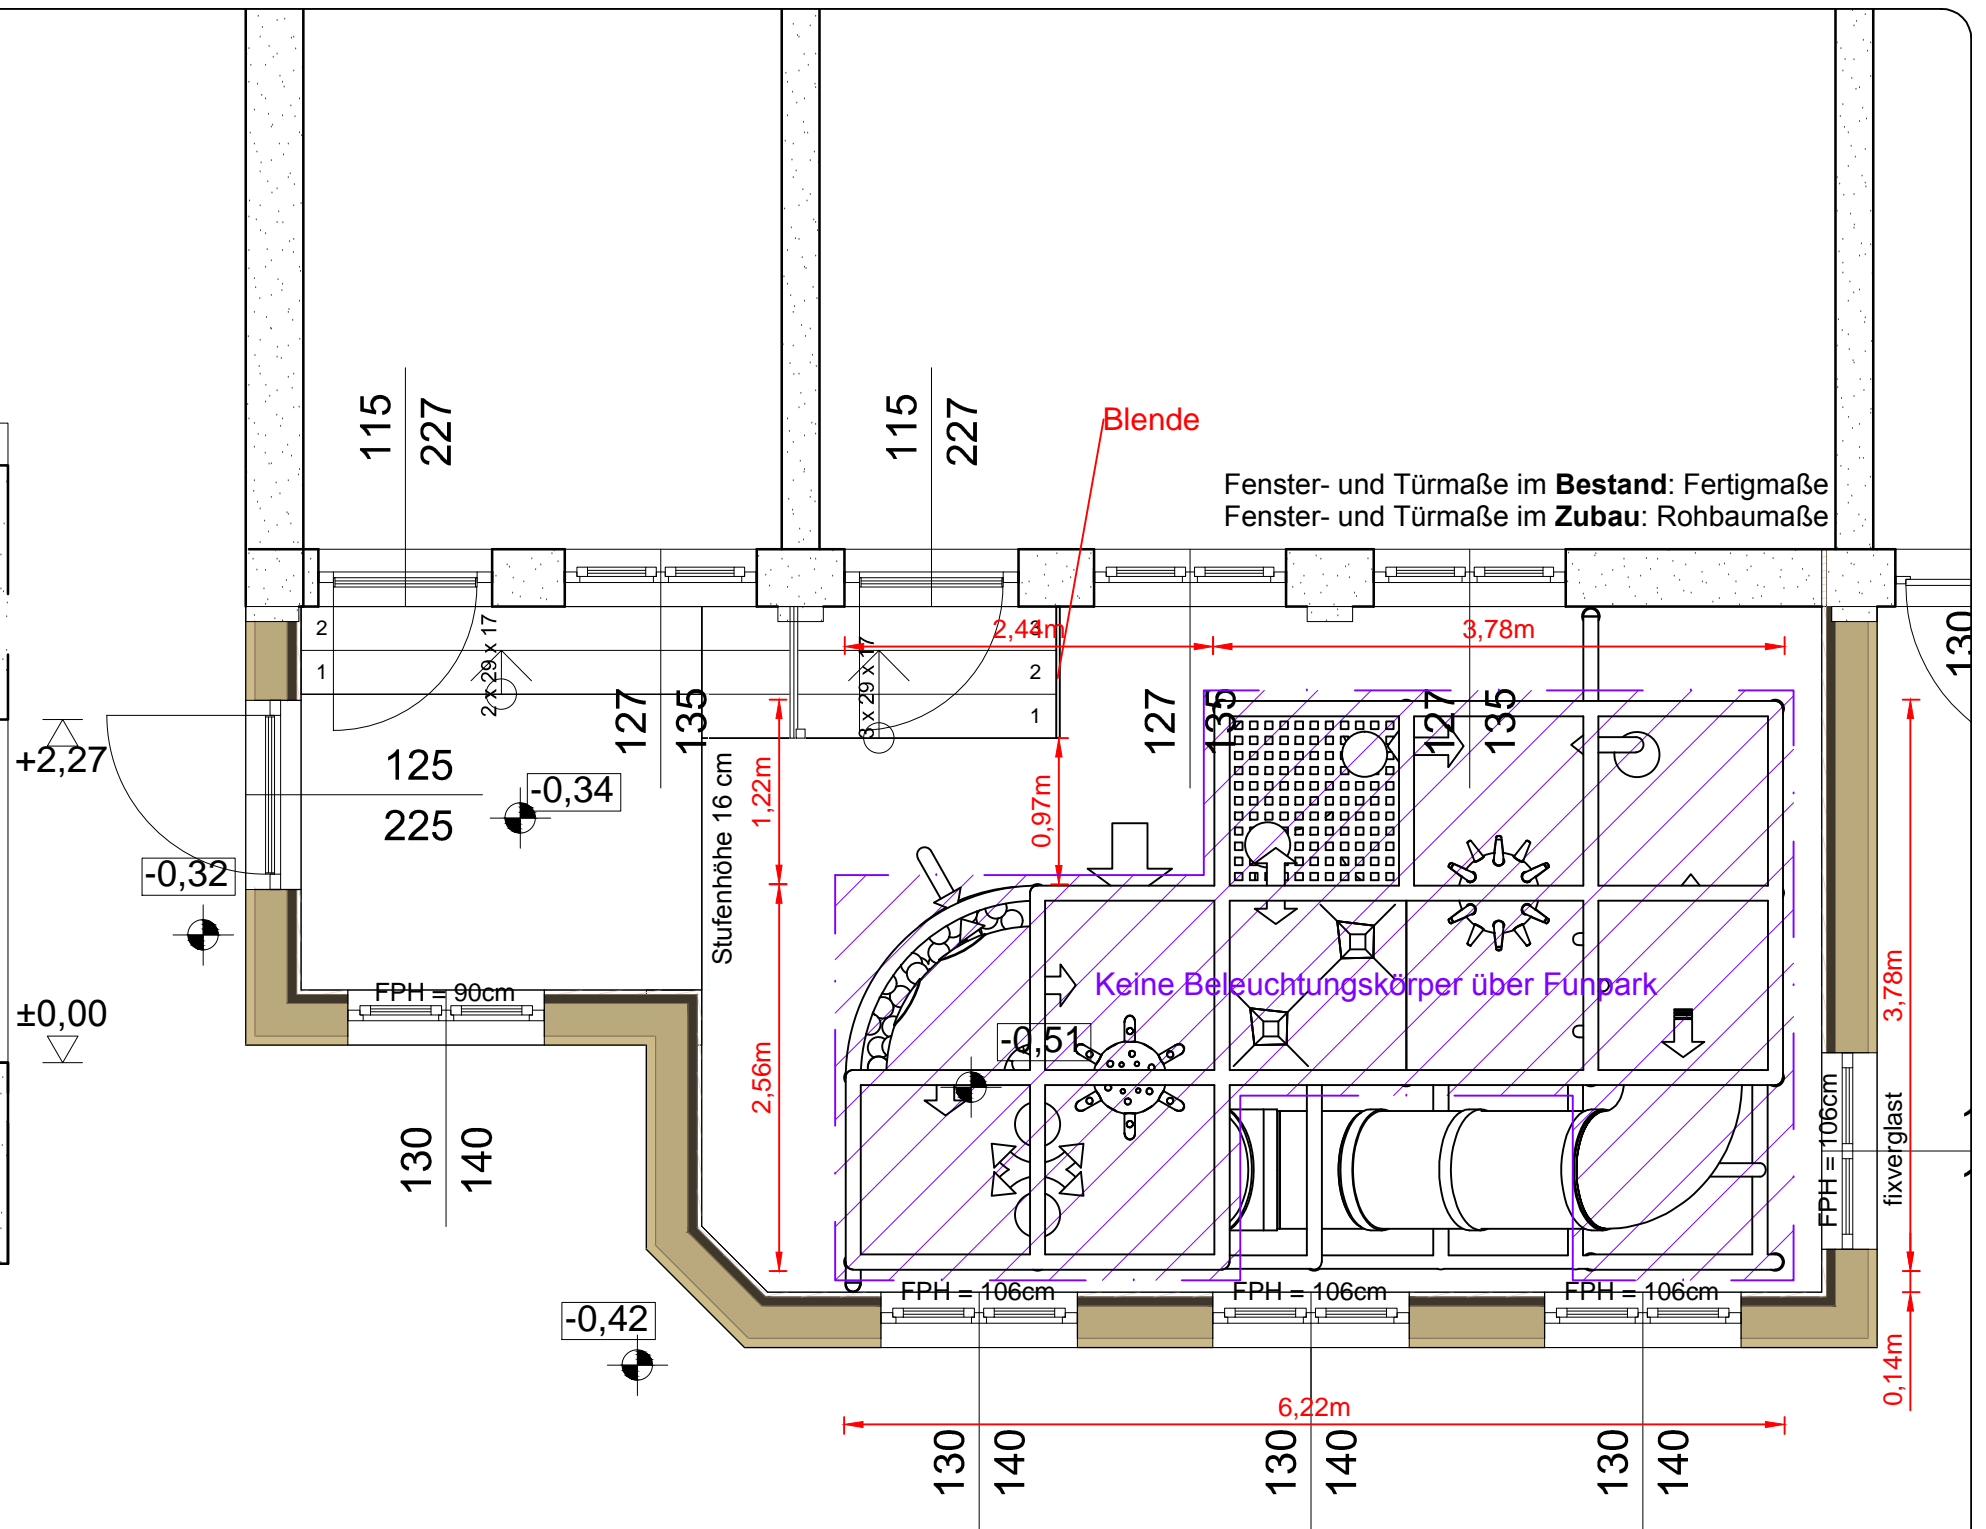 115
227
115
227
Blende
Fenster- und Türmaße im Bestand: Fertigmaße
Fenster- und Türmaße im Zubau: Rohbaumaße
2
1
2 x 29 x 17
3 x 29 x 17
2,44m
3
2
1
3,78m
130
127
135
127
135
127
135
+2,27
125
225
-0,34
-0,32
Stufenhöhe 16 cm
1,22m
0,97m
±0,00
FPH = 90cm
Keine Beleuchtungskörper über Funpark
3,78m
-0,51
2,56m
130
140
FPH = 106cm
fixverglast
-0,42
FPH = 106cm
FPH = 106cm
FPH = 106cm
0,14m
6,22m
130
140
130
140
130
140